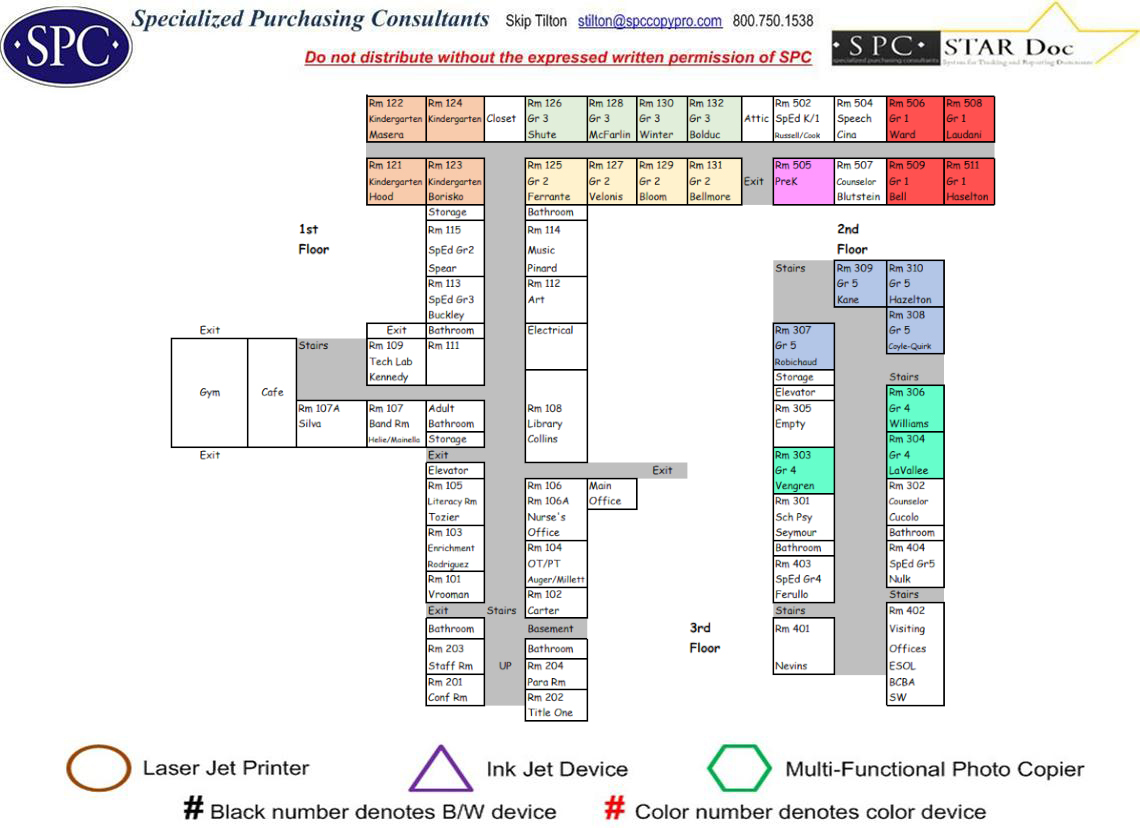 Specialized Purchasing Consultants Skip Tilton stilton@spccopypro.com 800.750.1538
·SPC·
Do not distribute without the expressed written permission of SPC
·SPC· STAR Doc
specialized purchasing consultants System for Tracking and Reporting Documents
Rm 122 Rm 124 Rm 126 Rm 128 Rm 130 Rm 132 Rm 502 Rm 504 Rm 506 Rm 508
Kindergarten Kindergarten Closet Gr 3 Gr 3 Gr 3 Gr 3 Attic SpEd K/1 Speech Gr 1 Gr 1
Masera Shute McFarlin Winter Bolduc Russell/Cook Cina Ward Laudani
Rm 121 Rm 123 Rm 125 Rm 127 Rm 129 Rm 131 Rm 505 Rm 507 Rm 509 Rm 511
Kindergarten Kindergarten Gr 2 Gr 2 Gr 2 Gr 2 Exit PreK Counselor Gr 1 Gr 1
Hood Borisko Ferrante Velonis Bloom Bellmore Blutstein Bell Haselton
Storage Bathroom
1st Rm 115 Rm 114 2nd
Floor SpEd Gr2 Music Floor
Spear Pinard Stairs Rm 309 Rm 310
Rm 113 Rm 112 Gr 5 Gr 5
SpEd Gr3 Art Kane Hazelton
Buckley Rm 308
Exit Exit Bathroom Electrical Rm 307 Gr 5
Stairs Rm 109 Rm 111 Gr 5 Coyle-Quirk
Tech Lab Robichaud
Kennedy Storage Stairs
Gym Cafe Elevator Rm 306
Rm 107A Rm 107 Adult Rm 108 Rm 305 Gr 4
Silva Band Rm Bathroom Library Empty Williams
Helie/Mainella Storage Collins Rm 304
Exit Exit Rm 303 Gr 4
Elevator Exit Gr 4 LaVallee
Rm 105 Rm 106 Main Vengren Rm 302
Literacy Rm Rm 106A Office Rm 301 Counselor
Tozier Nurse's Sch Psy Cucolo
Rm 103 Office Seymour Bathroom
Enrichment Rm 104 Bathroom Rm 404
Rodriguez OT/PT Rm 403 SpEd Gr5
Rm 101 Auger/Millett SpEd Gr4 Nulk
Vrooman Rm 102 Ferullo Stairs
Exit Stairs Carter Stairs Rm 402
Bathroom Basement 3rd Rm 401 Visiting
Rm 203 Bathroom Floor Offices
Staff Rm UP Rm 204 Nevins ESOL
Rm 201 Para Rm BCBA
Conf Rm Rm 202 SW
Title One
Laser Jet Printer Ink Jet Device Multi-Functional Photo Copier
# Black number denotes B/W device # Color number denotes color device